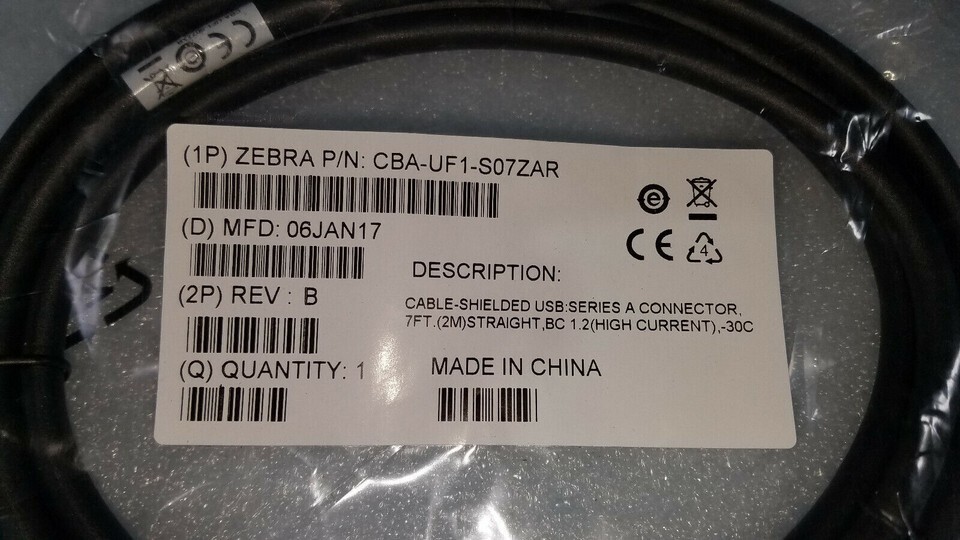 (1P) ZEBRA P/N: CBA-UF1-S07ZAR
(D) MFD: 06JAN17
(2P) REV : B
(Q) QUANTITY: 1
e
CE
4
DESCRIPTION:
CABLE-SHIELDED USB:SERIES A CONNECTOR,
7FT.(2M)STRAIGHT,BC 1.2(HIGH CURRENT),-30C
MADE IN CHINA
CE
e